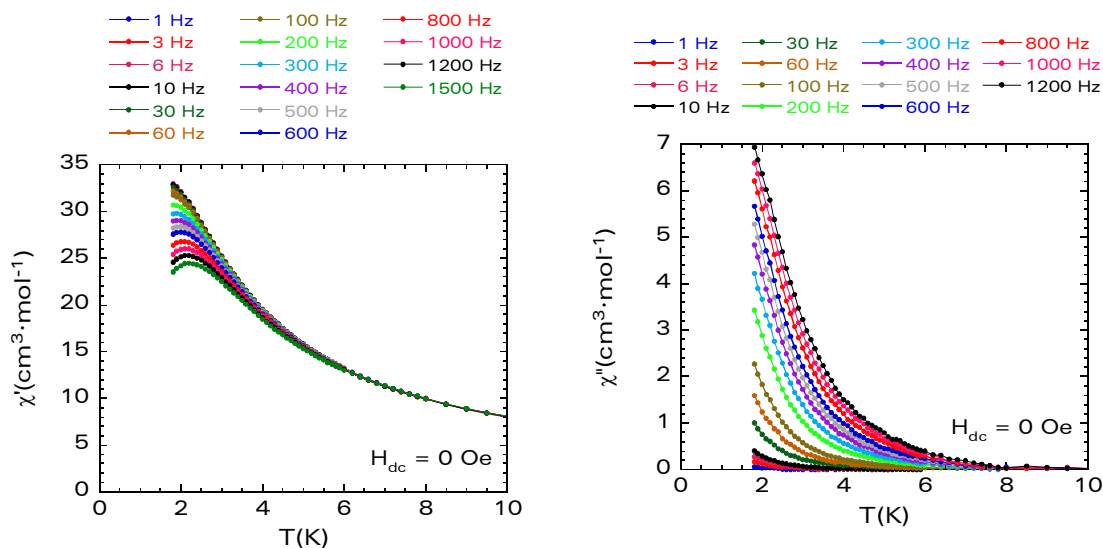 1 Hz 100 Hz 800 Hz
3 Hz 200 Hz 1000 Hz
6 Hz 300 Hz 1200 Hz
10 Hz 400 Hz 1500 Hz
30 Hz 500 Hz
60 Hz 600 Hz
35
30
25
20
15
10
5
0
χ'(cm³·mol⁻¹)
H_dc = 0 Oe
0 2 4 6 8 10
T(K)
1 Hz 30 Hz 300 Hz 800 Hz
3 Hz 60 Hz 400 Hz 1000 Hz
6 Hz 100 Hz 500 Hz 1200 Hz
10 Hz 200 Hz 600 Hz
7
6
5
4
3
2
1
0
χ"(cm³·mol⁻¹)
H_dc = 0 Oe
0 2 4 6 8 10
T(K)